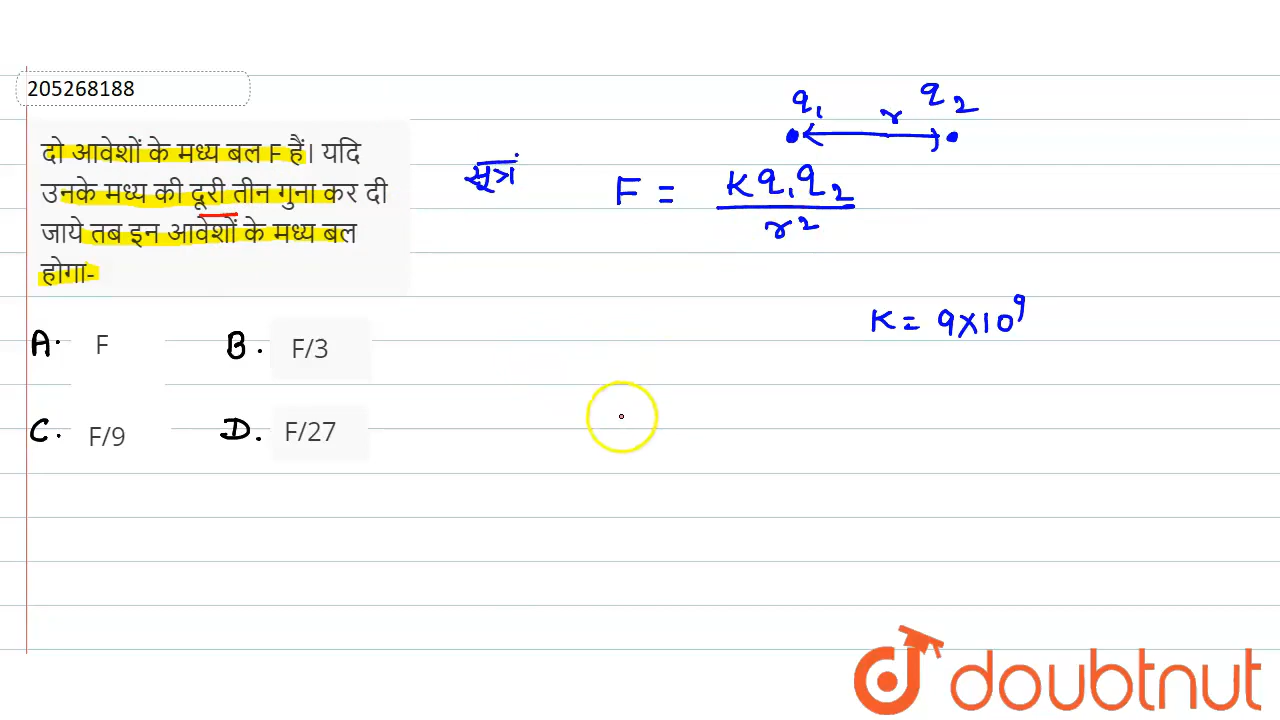 205268188
दो आवेशों के मध्य बल F हैं। यदि
उनके मध्य की दूरी तीन गुना कर दी
जाये तब इन आवेशों के मध्य बल
होगा-
A. F B. F/3
C. F/9 D. F/27
q₁ r q₂
सूत्र
F = Kq₁q₂
r²
K = 9×10⁹
doubtnut